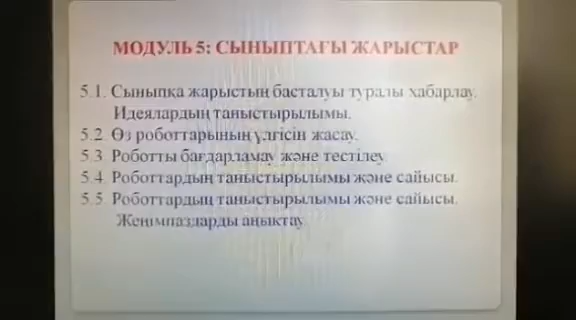 МОДУЛЬ 5: СЫНЫПТАҒЫ ЖАРЫСТАР
5.1. Сыныпқа жарыстың басталуы туралы хабарлау.
Идеялардың таныстырылымы.
5.2. Өз роботтарының үлгісін жасау.
5.3. Роботты бағдарламау және тестілеу
5.4. Роботтардың таныстырылымы және сайысы.
5.5. Роботтардың таныстырылымы және сайысы.
Жеңімпаздарды анықтау.